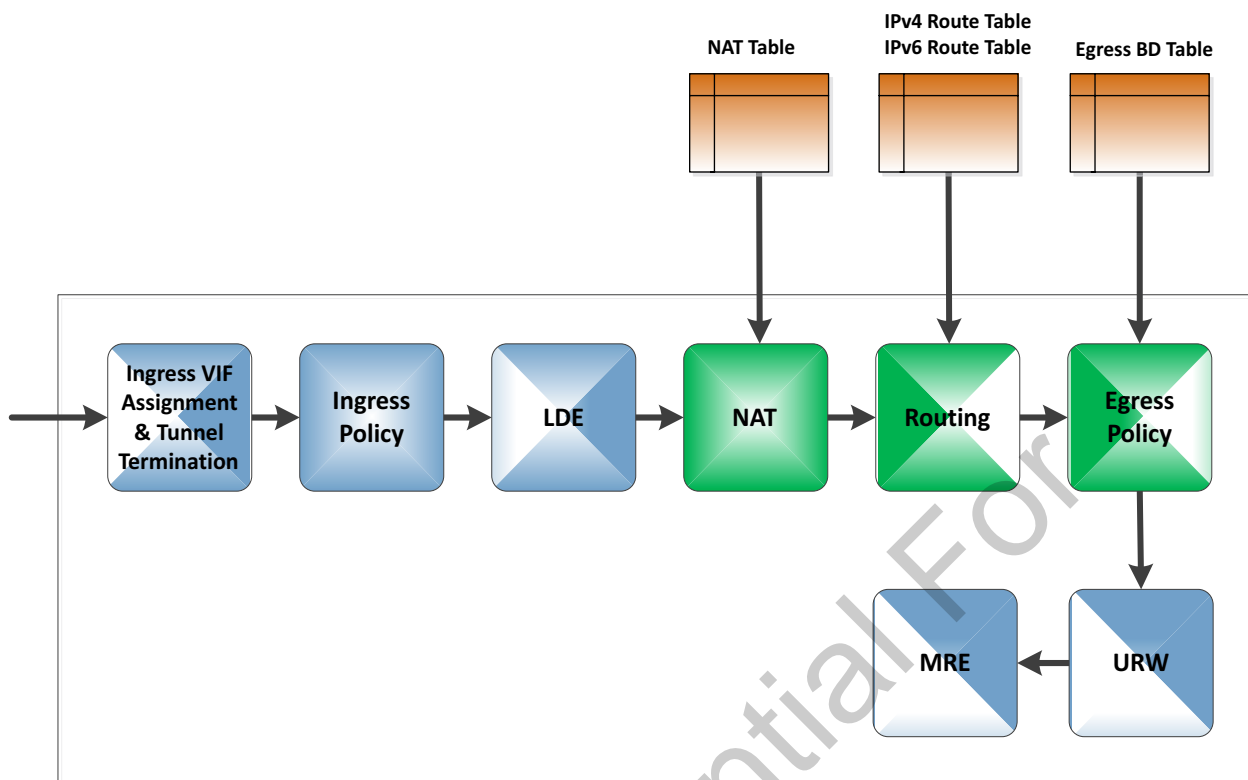 IPv4 Route Table
NAT Table
IPv6 Route Table
Egress BD Table
Ingress VIF
Assignment
& Tunnel
Termination
Ingress
Policy
LDE
NAT
Routing
Egress
Policy
MRE
URW
ntial For